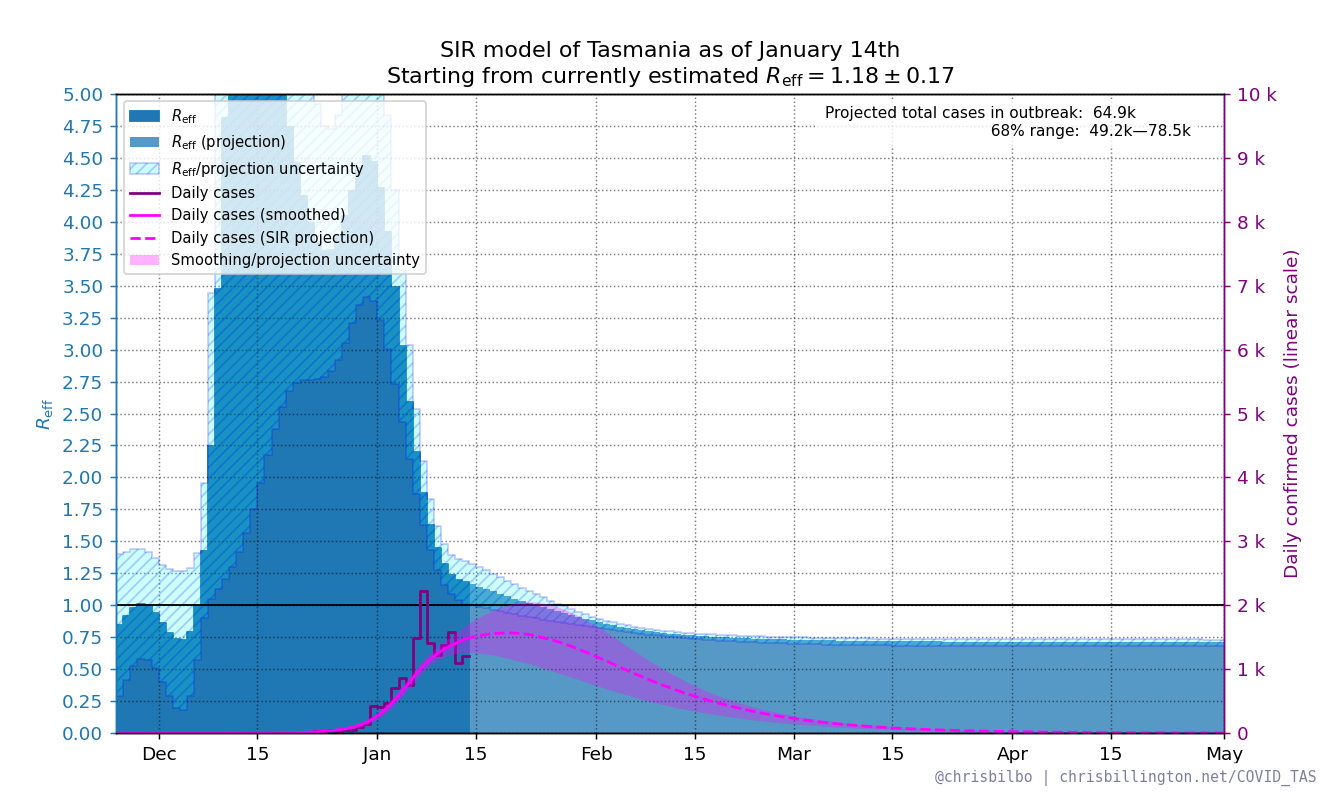 SIR model of Tasmania as of January 14th
Starting from currently estimated R_eff = 1.18 ± 0.17
Projected total cases in outbreak: 64.9k
68% range: 49.2k—78.5k
R_eff
R_eff (projection)
R_eff/projection uncertainty
Daily cases
Daily cases (smoothed)
Daily cases (SIR projection)
Smoothing/projection uncertainty
R_eff
5.00
4.75
4.50
4.25
4.00
3.75
3.50
3.25
3.00
2.75
2.50
2.25
2.00
1.75
1.50
1.25
1.00
0.75
0.50
0.25
0.00
10 k
9 k
8 k
7 k
6 k
5 k
4 k
3 k
2 k
1 k
0
Daily confirmed cases (linear scale)
Dec 15 Jan 15 Feb 15 Mar 15 Apr 15 May
@chrisbilbo | chrisbillington.net/COVID_TAS